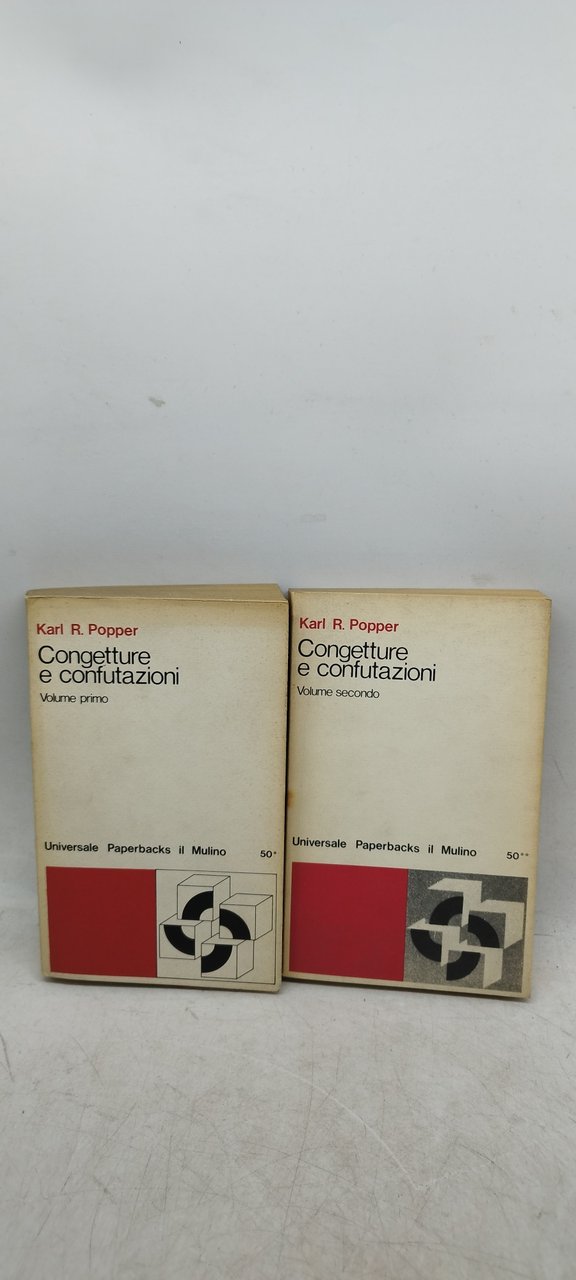 Karl R. Popper
Congetture
e confutazioni
Volume primo
Universale Paperbacks il Mulino 50*
Karl R. Popper
Congetture
e confutazioni
Volume secondo
Universale Paperbacks il Mulino 50**